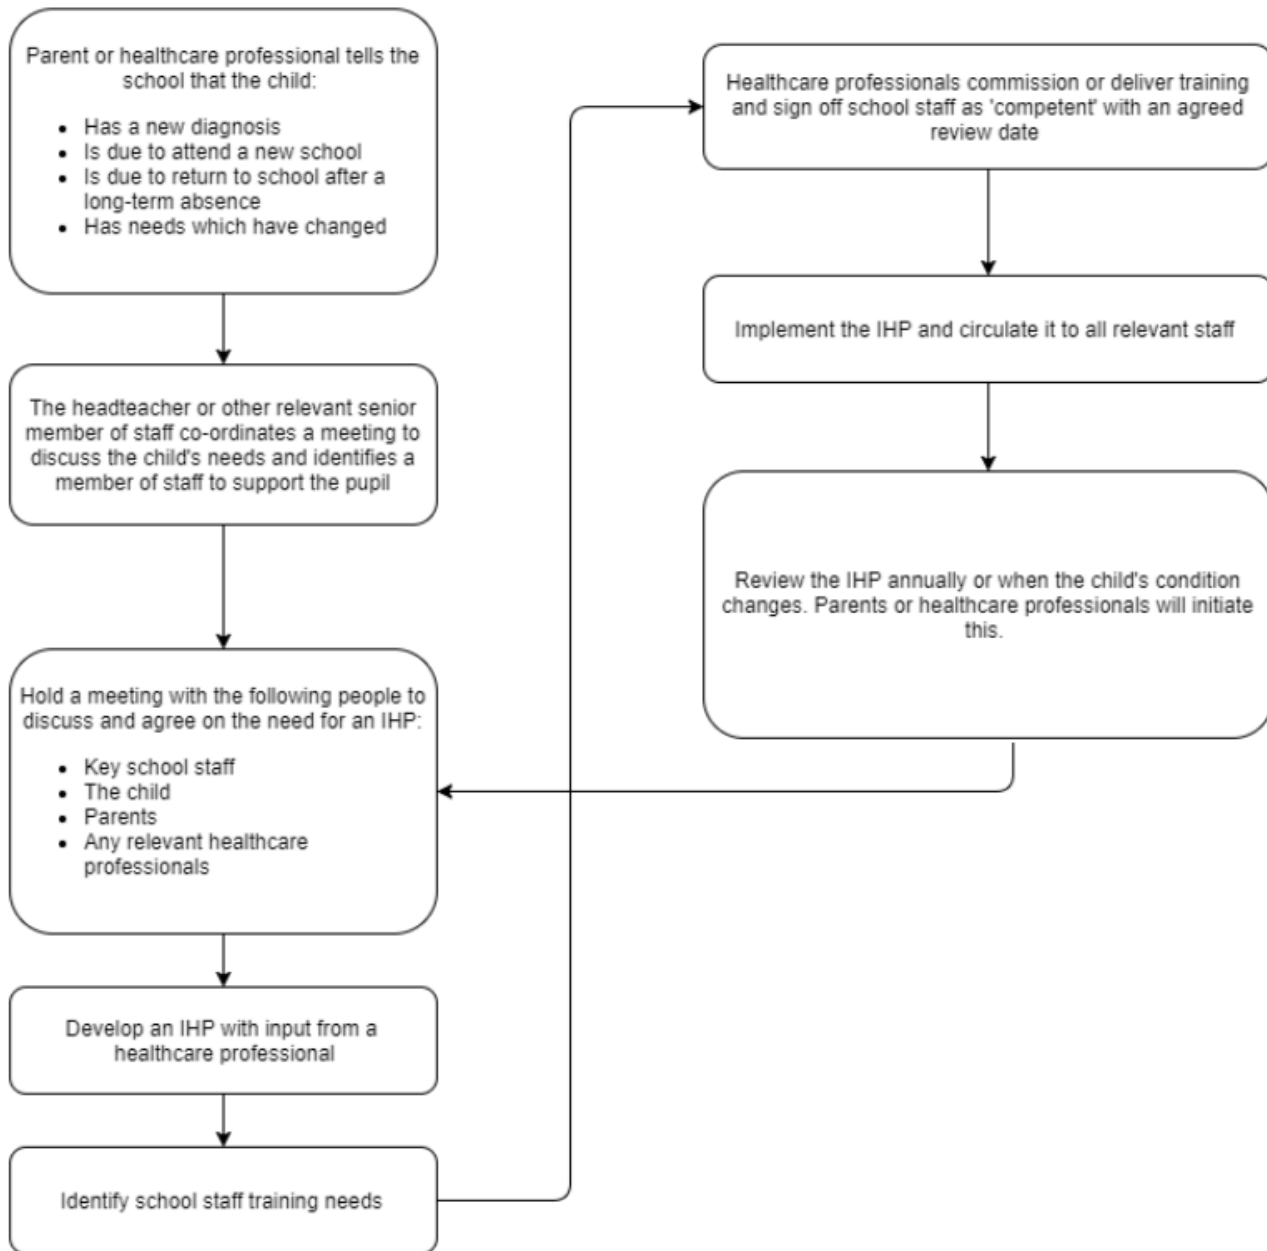 Parent or healthcare professional tells the
school that the child:
• Has a new diagnosis
• Is due to attend a new school
• Is due to return to school after a
long-term absence
• Has needs which have changed
The headteacher or other relevant senior
member of staff co-ordinates a meeting to
discuss the child's needs and identifies a
member of staff to support the pupil
Hold a meeting with the following people to
discuss and agree on the need for an IHP:
• Key school staff
• The child
• Parents
• Any relevant healthcare
professionals
Develop an IHP with input from a
healthcare professional
Identify school staff training needs
Healthcare professionals commission or deliver training
and sign off school staff as 'competent' with an agreed
review date
Implement the IHP and circulate it to all relevant staff
Review the IHP annually or when the child's condition
changes. Parents or healthcare professionals will initiate
this.